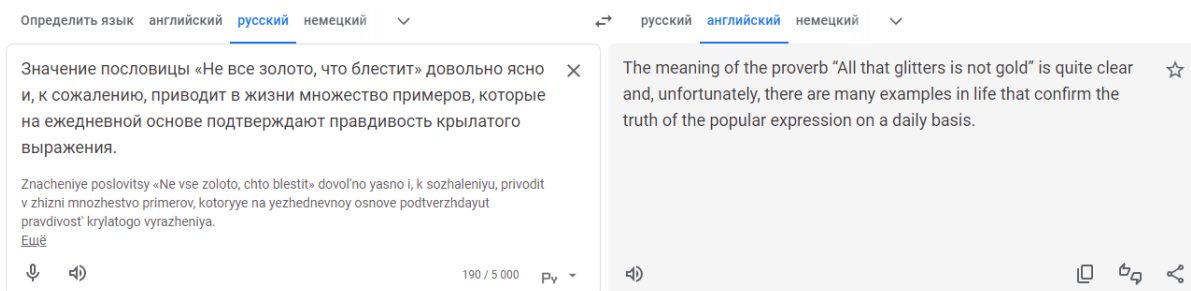 Определить язык английский русский немецкий
русский английский немецкий
Значение пословицы «Не все золото, что блестит» довольно ясно
и, к сожалению, приводит в жизни множество примеров, которые
на ежедневной основе подтверждают правдивость крылатого
выражения.
Znacheniye poslovitsy «Ne vse zoloto, chto blestit» dovol'no yasno i, k sozhaleniyu, privodit
v zhizni mnozhestvo primerov, kotoryye na yezhednevnoy osnove podtverzhdayut
pravdivost' krylatogo vyrazheniya.
Ещё
190 / 5 000
Ру
The meaning of the proverb “All that glitters is not gold” is quite clear
and, unfortunately, there are many examples in life that confirm the
truth of the popular expression on a daily basis.